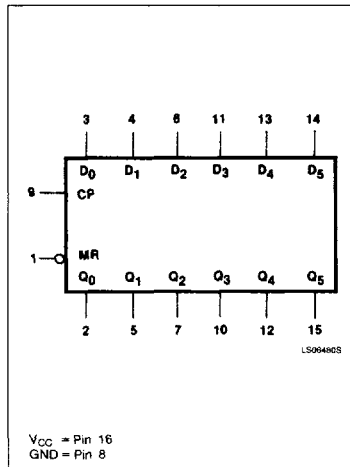 3 4 6 11 13 14
D0 D1 D2 D3 D4 D5
9 CP
1 MR
Q0 Q1 Q2 Q3 Q4 Q5
2 5 7 10 12 15
LS06480S
VCC = Pin 16
GND = Pin 8